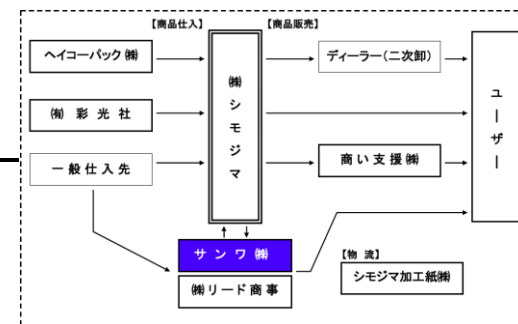 【商品仕入】 【商品販売】
ヘイコーパック㈱
㈲ 彩光社
一般仕入先
㈱シモジマ
ディーラー(二次卸)
商い支援㈱
ユーザー
サンワ㈱
㈱リード商事
【物 流】
シモジマ加工紙㈱